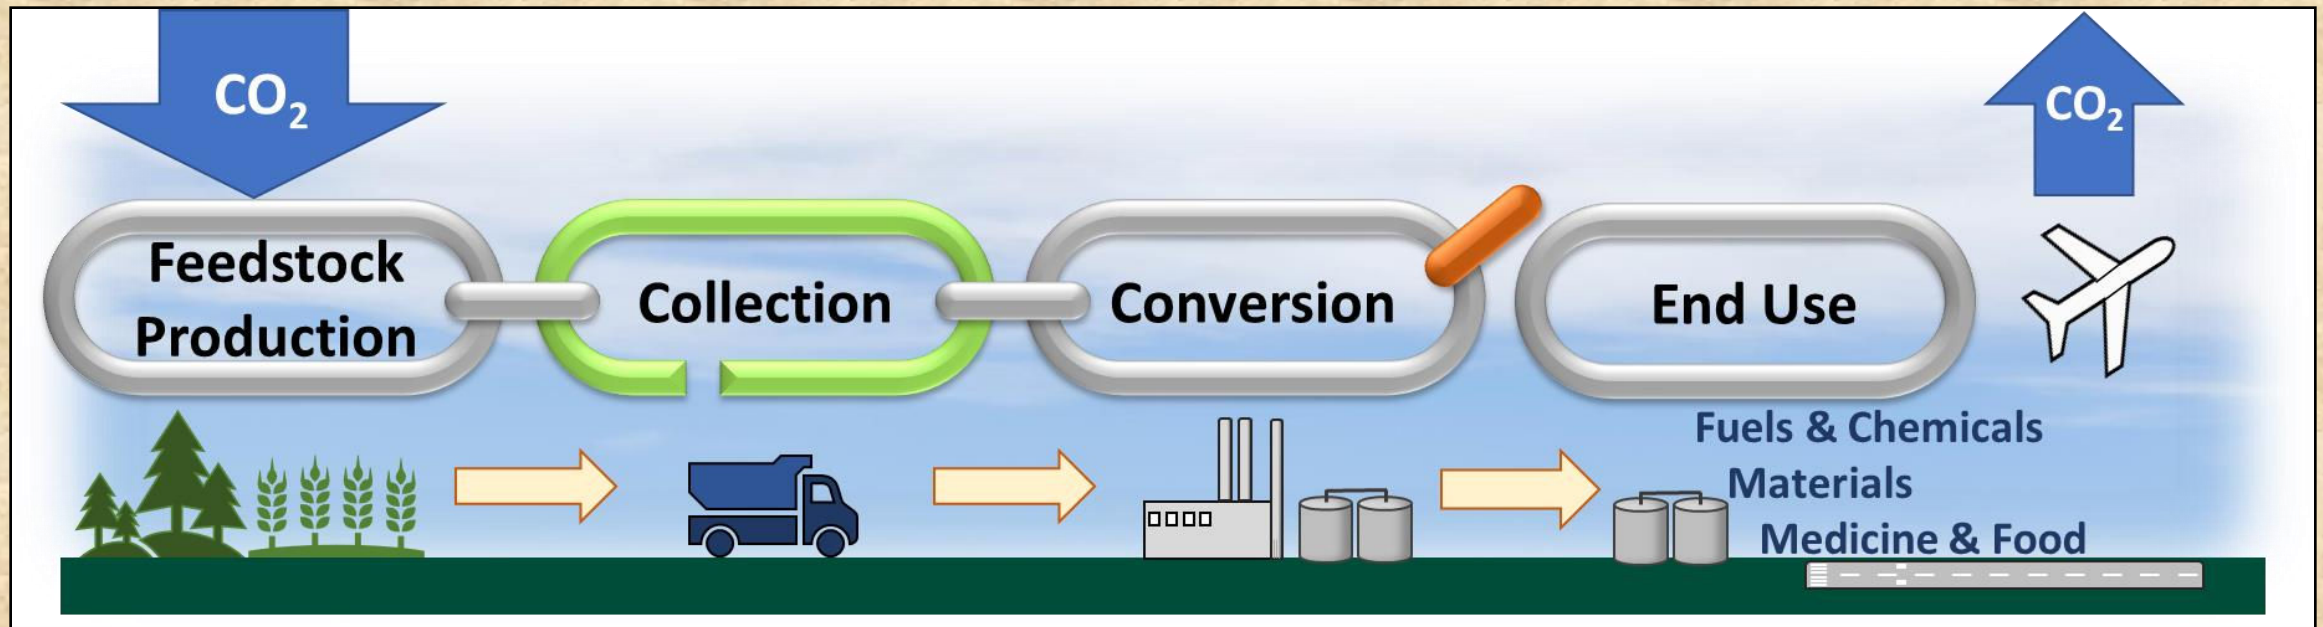 CO₂
CO₂
Feedstock
Production
Collection
Conversion
End Use
Fuels & Chemicals
Materials
Medicine & Food